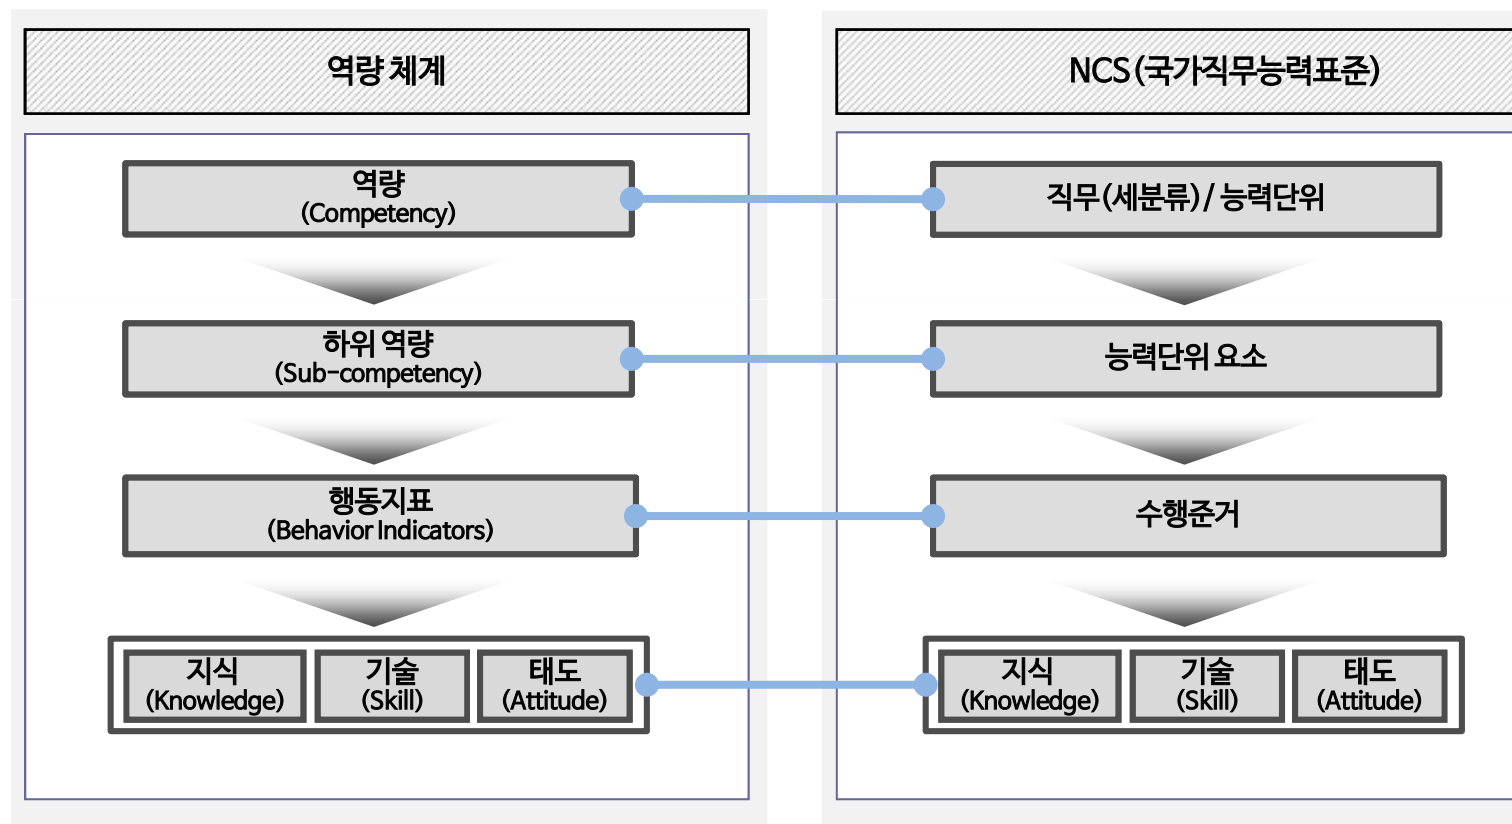 역량 체계
역량
(Competency)
하위 역량
(Sub-competency)
행동지표
(Behavior Indicators)
지식
(Knowledge)
기술
(Skill)
태도
(Attitude)
NCS (국가직무능력표준)
직무 (세분류) / 능력단위
능력단위 요소
수행준거
지식
(Knowledge)
기술
(Skill)
태도
(Attitude)